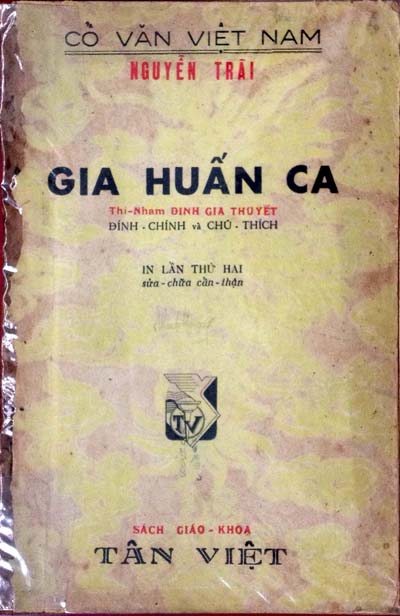 CỔ VĂN VIỆT NAM
NGUYỄN TRÃI
GIA HUẤN CA
Thi-Nham ĐINH GIA THUYẾT
ĐÍNH - CHÍNH và CHÚ - THÍCH
IN LẦN THỨ HAI
sửa-chữa cẩn-thận
TV
SÁCH GIÁO-KHOA
TÂN VIỆT